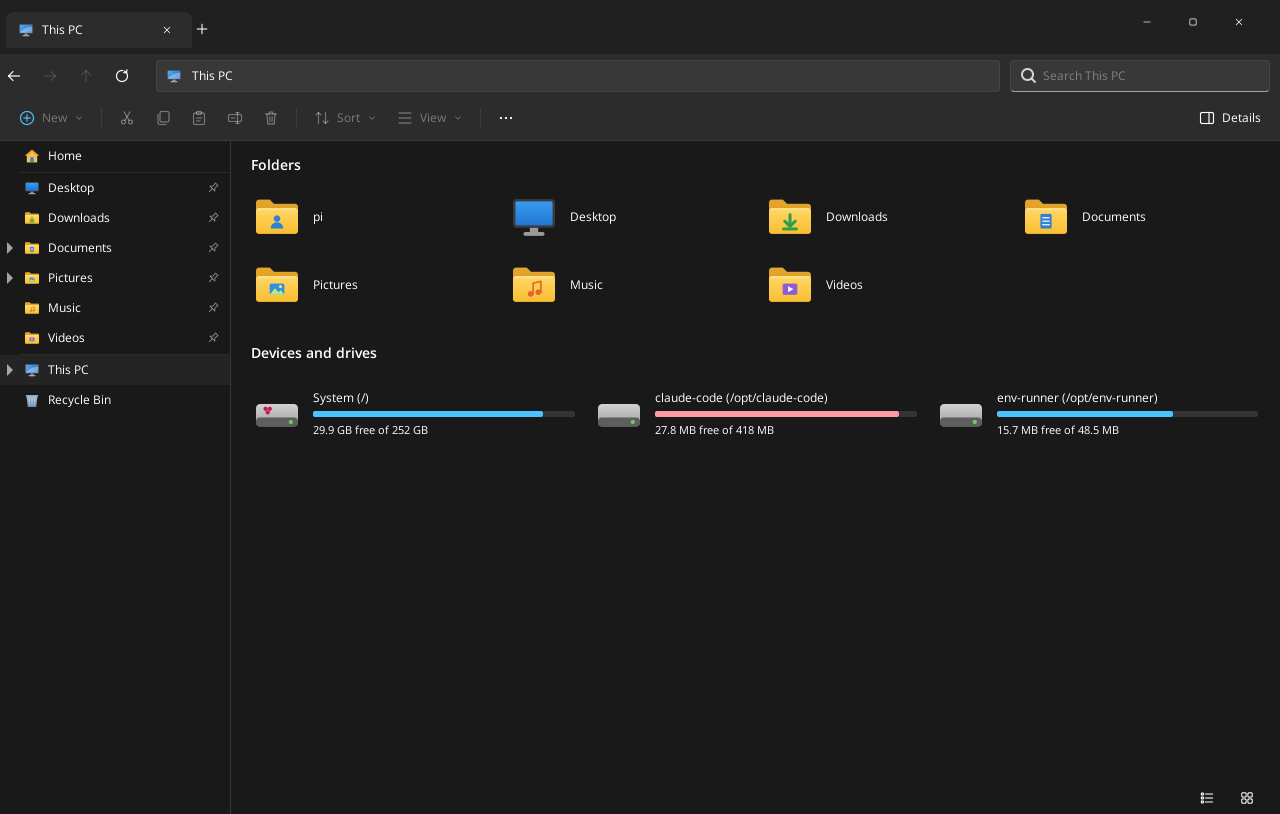 This PC
This PC
Search This PC
New
Sort
View
Details
Home
Desktop
Downloads
Documents
Pictures
Music
Videos
This PC
Recycle Bin
Folders
pi
Desktop
Downloads
Documents
Pictures
Music
Videos
Devices and drives
System (/)
29.9 GB free of 252 GB
claude-code (/opt/claude-code)
27.8 MB free of 418 MB
env-runner (/opt/env-runner)
15.7 MB free of 48.5 MB